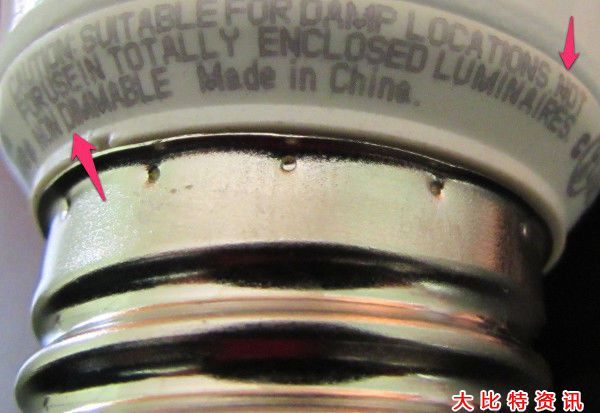 CAUTION SUITABLE FOR DAMP LOCATIONS NOT
FOR USE IN TOTALLY ENCLOSED LUMINAIRES
NON DIMMABLE Made in China.
大比特资讯